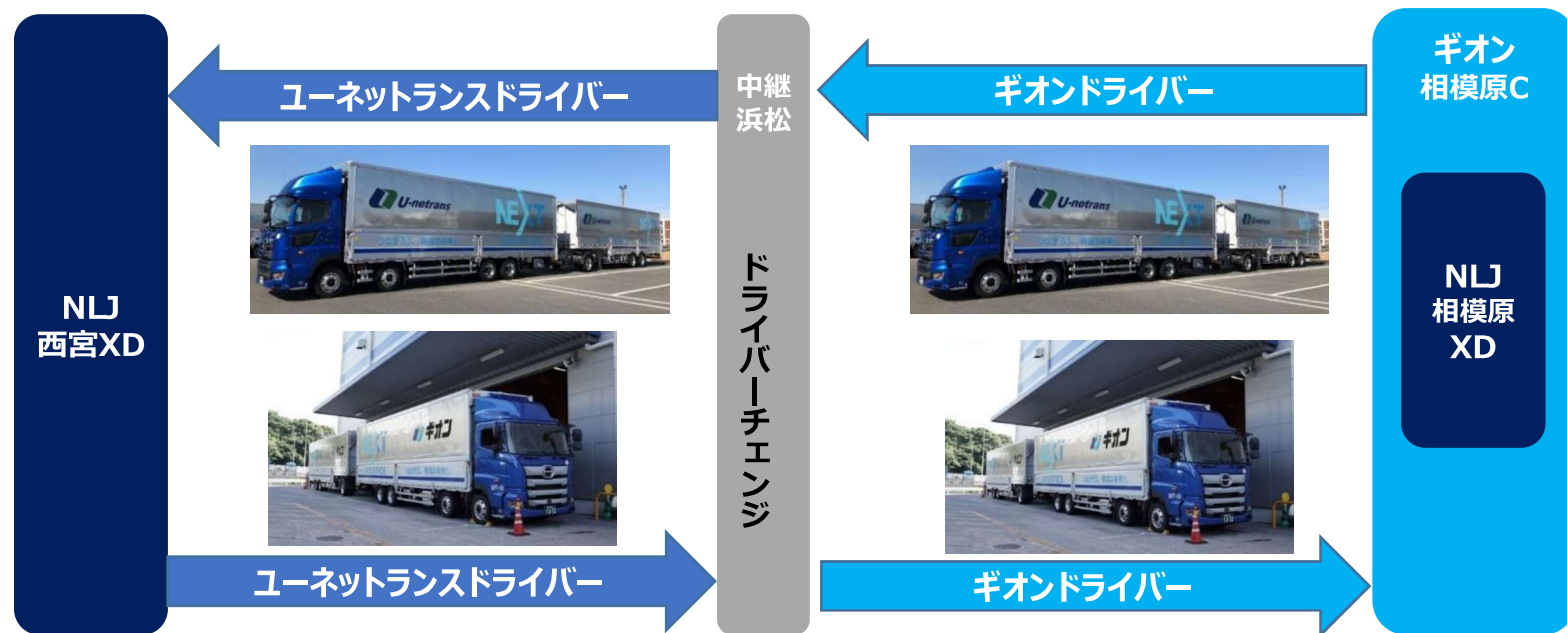 NLJ
西宮XD
ユーネットランスドライバー
中継
浜松
ドライバーチェンジ
ギオンドライバー
ギオン
相模原C
NLJ
相模原
XD
U-netrans
NEXT
U-netrans
U-netrans
NEXT
U-netrans
NEXT
ギオン
NEXT
ギオン
ユーネットランスドライバー
ギオンドライバー